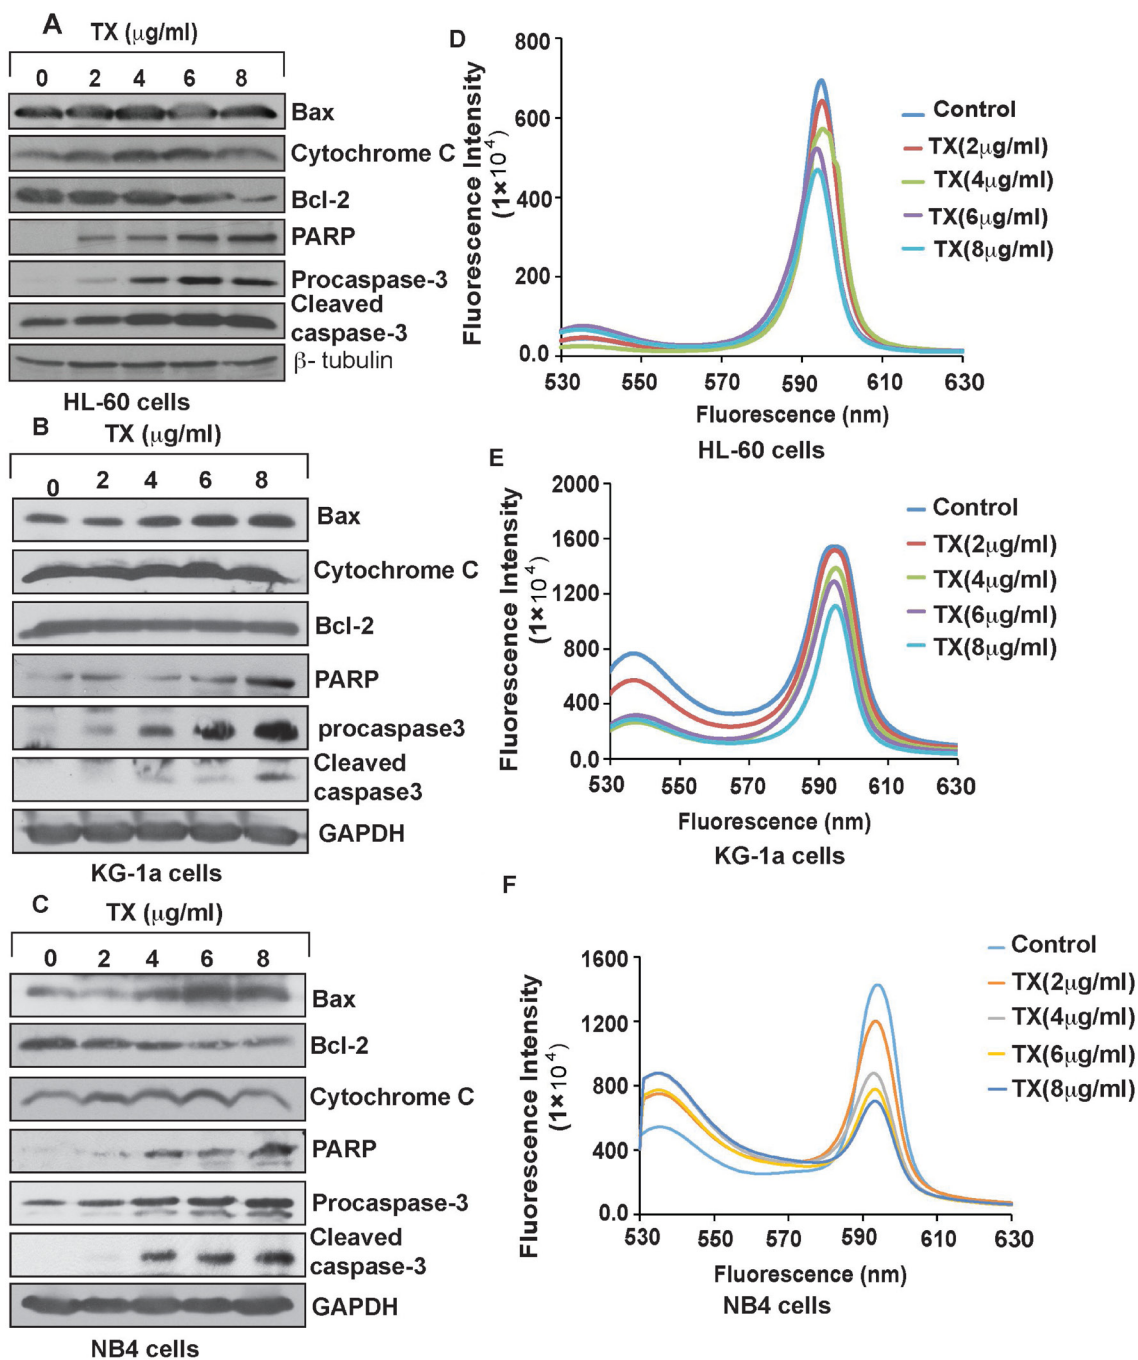 A
TX (μg/ml)
0 2 4 6 8
Bax
Cytochrome C
Bcl-2
PARP
Procaspase-3
Cleaved
caspase-3
β- tubulin
HL-60 cells
B
TX (μg/ml)
0 2 4 6 8
Bax
Cytochrome C
Bcl-2
PARP
procaspase3
Cleaved
caspase3
GAPDH
KG-1a cells
C
TX (μg/ml)
0 2 4 6 8
Bax
Bcl-2
Cytochrome C
PARP
Procaspase-3
Cleaved
caspase-3
GAPDH
NB4 cells
D
Fluorescence Intensity
(1×10⁴)
800
600
400
200
0.0
530 550 570 590 610 630
Fluorescence (nm)
HL-60 cells
Control
TX(2μg/ml)
TX(4μg/ml)
TX(6μg/ml)
TX(8μg/ml)
E
Fluorescence Intensity
(1×10⁴)
2000
1600
1200
800
400
0.0
530 550 570 590 610 630
Fluorescence (nm)
KG-1a cells
Control
TX(2μg/ml)
TX(4μg/ml)
TX(6μg/ml)
TX(8μg/ml)
F
Fluorescence Intensity
(1×10⁴)
1600
1200
800
400
0.0
530 550 570 590 610 630
Fluorescence (nm)
NB4 cells
Control
TX(2μg/ml)
TX(4μg/ml)
TX(6μg/ml)
TX(8μg/ml)